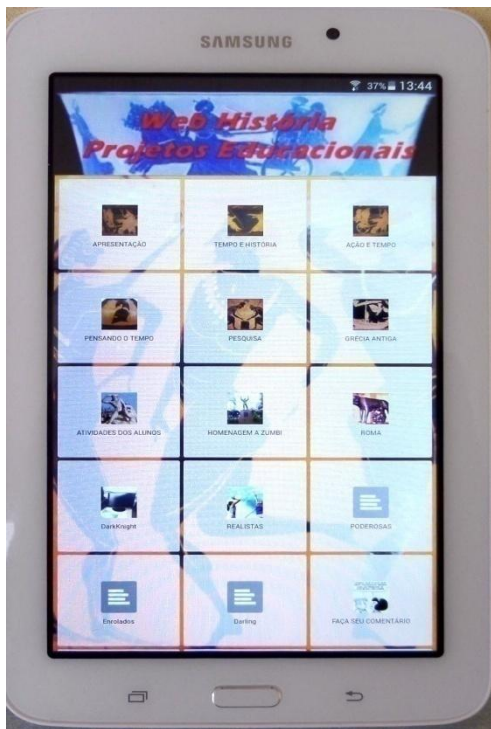 SAMSUNG
37% 13:44
Web História
Projetos Educacionais
APRESENTAÇÃO
TEMPO E HISTÓRIA
AÇÃO E TEMPO
PENSANDO O TEMPO
PESQUISA
GRÉCIA ANTIGA
ATIVIDADES DOS ALUNOS
HOMENAGEM A ZUMBI
ROMA
DarkKnight
REALISTAS
PODEROSAS
Enrolados
Darling
FAÇA SEU COMENTÁRIO